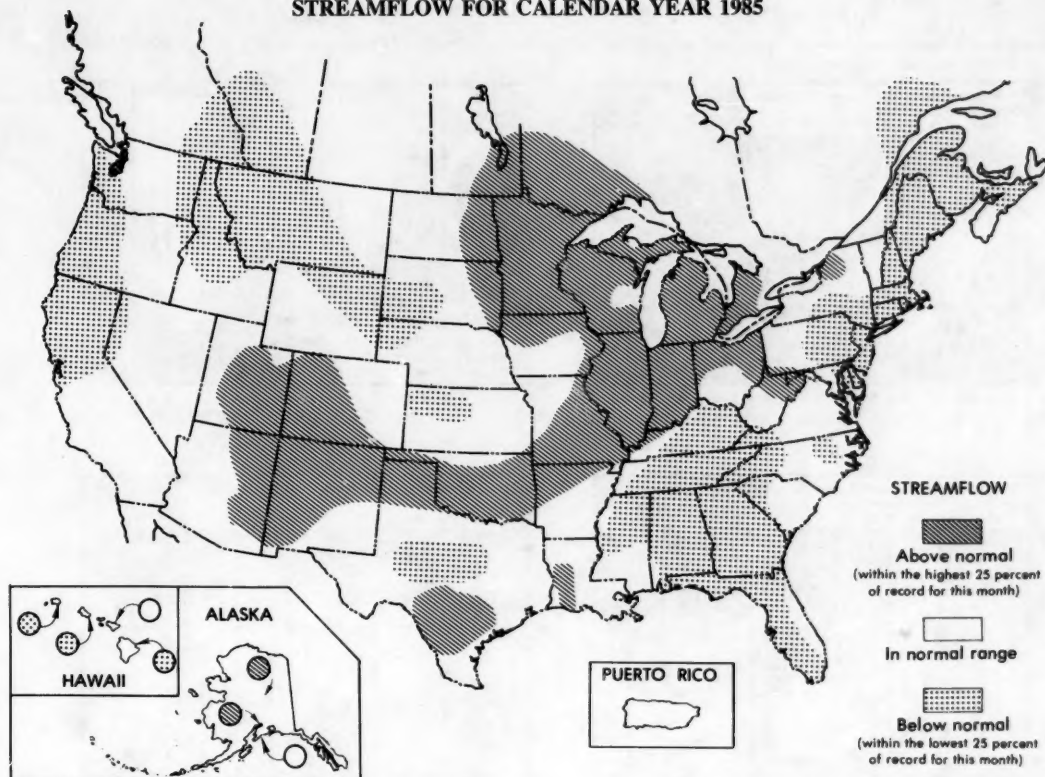 STREAMFLOW FOR CALENDAR YEAR 1985
STREAMFLOW
Above normal
(within the highest 25 percent
of record for this month)
In normal range
Below normal
(within the lowest 25 percent
of record for this month)
ALASKA
HAWAII
PUERTO RICO